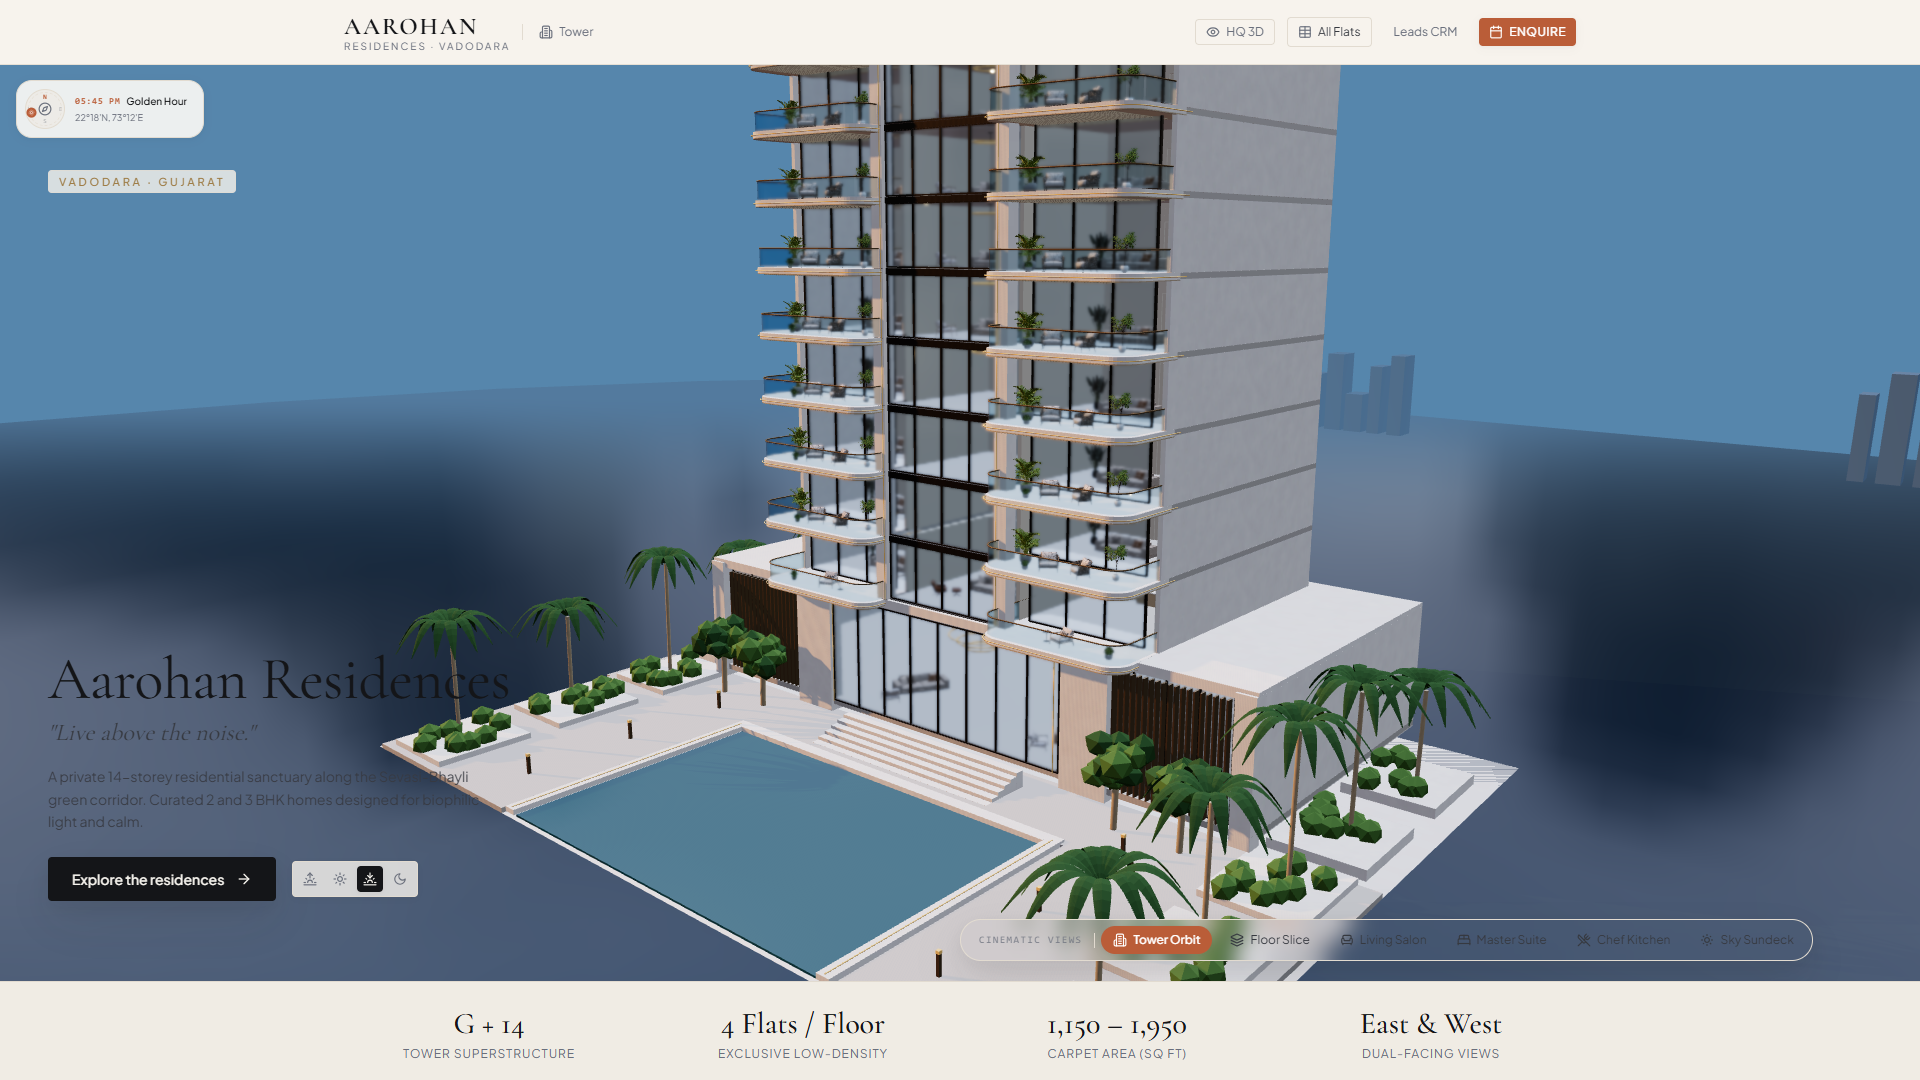 AAROHAN
RESIDENCES · VADODARA
Tower
HQ 3D
All Flats
Leads CRM
ENQUIRE
N
05:45 PM Golden Hour
22°18'N, 73°12'E
VADODARA · GUJARAT
Aarohan Residences
"Live above the noise."
A private 14-storey residential sanctuary along the Bhayli
green corridor. Curated 2 and 3 BHK homes designed for biophilic
light and calm.
Explore the residences
CINEMATIC VIEWS
Tower Orbit
Floor Slice
Living Salon
Master Suite
Chef Kitchen
Sky Sundeck
G + 14
TOWER SUPERSTRUCTURE
4 Flats / Floor
EXCLUSIVE LOW-DENSITY
1,150 – 1,950
CARPET AREA (SQ FT)
East & West
DUAL-FACING VIEWS